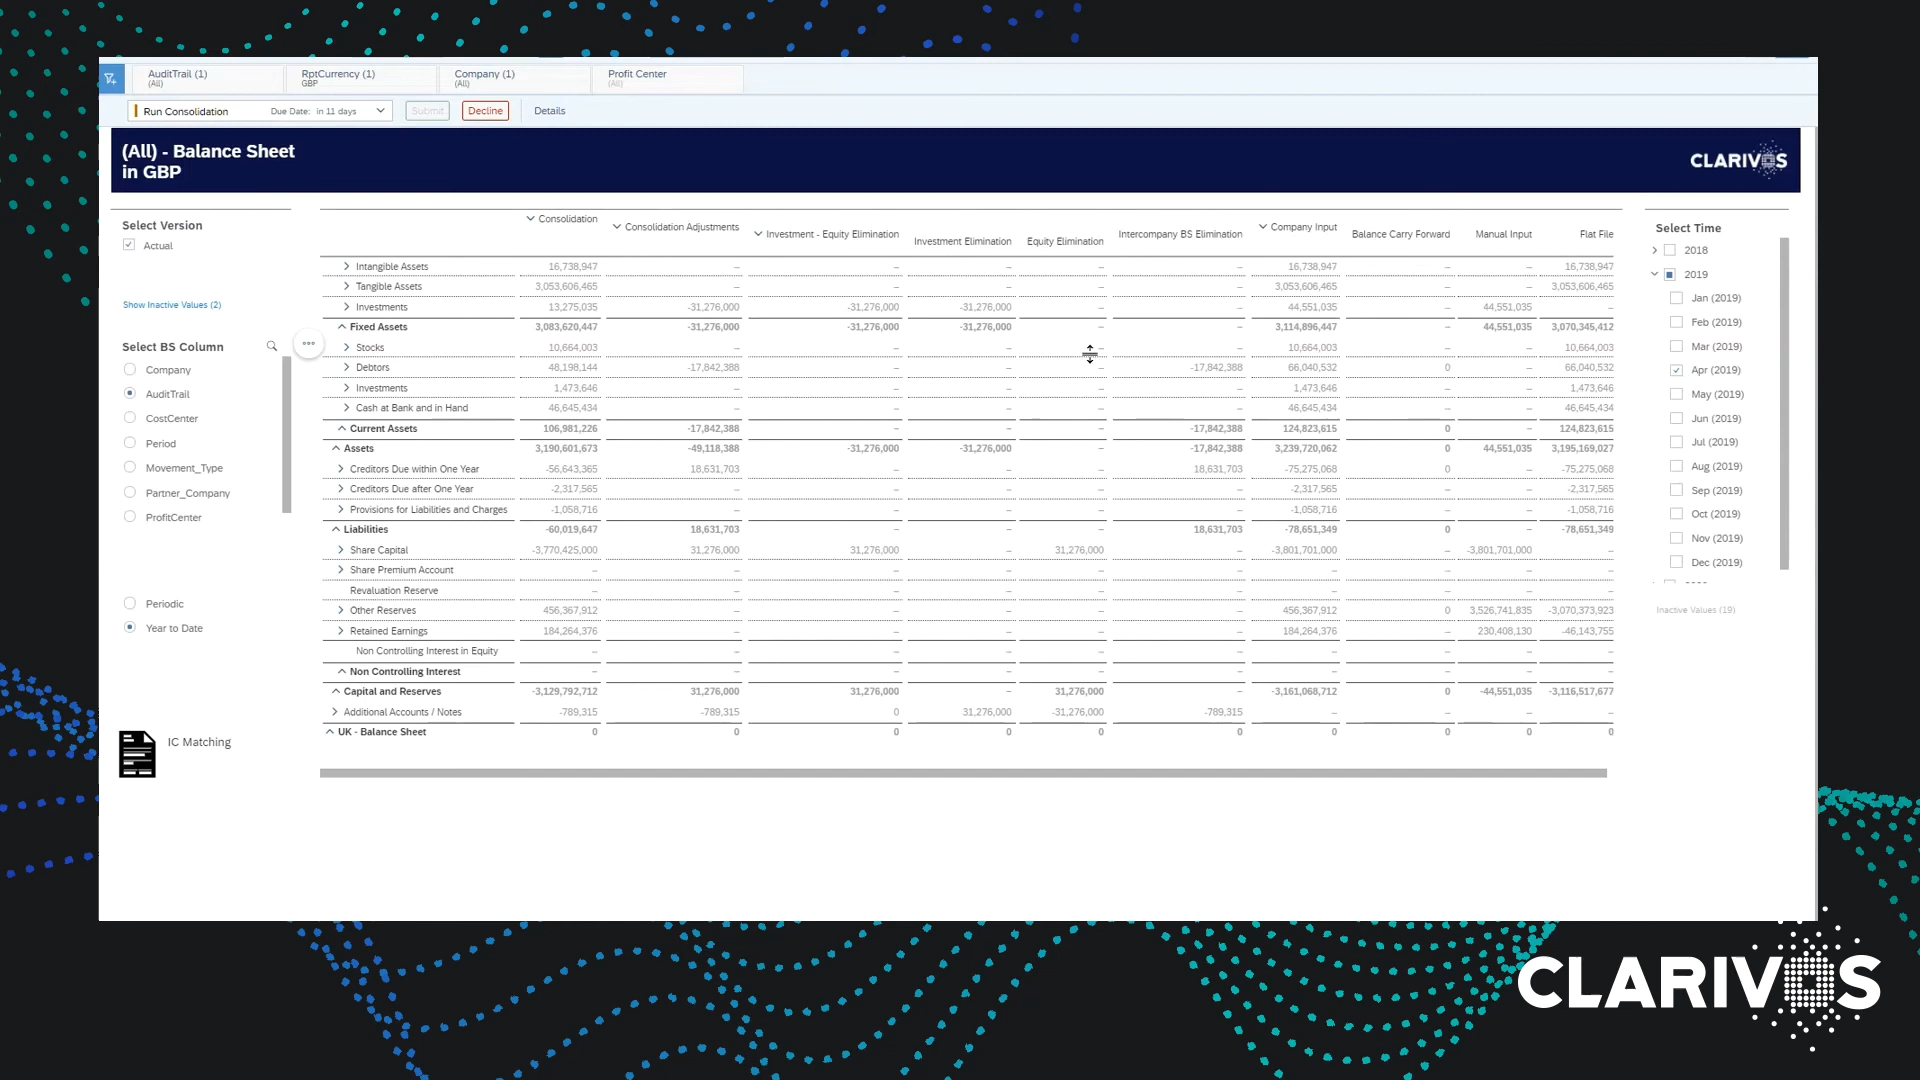 AuditTrail (1)
(All)
RptCurrency (1)
GBP
Company (1)
(All)
Profit Center
(All)
Run Consolidation Due Date: in 11 days Submit Decline Details
(All) - Balance Sheet
in GBP
CLARIVOS
Select Version
Actual
Show Inactive Values (2)
Select BS Column
Company
AuditTrail
CostCenter
Period
Movement_Type
Partner_Company
ProfitCenter
Periodic
Year to Date
IC Matching
Consolidation Consolidation Adjustments Investment - Equity Elimination Investment Elimination Equity Elimination Intercompany BS Elimination Company Input Balance Carry Forward Manual Input Flat File
Intangible Assets 16,738,947 – – – – – 16,738,947 – – 16,738,947
Tangible Assets 3,053,606,465 – – – – – 3,053,606,465 – – 3,053,606,465
Investments 13,275,035 -31,276,000 -31,276,000 -31,276,000 – – 44,551,035 – 44,551,035 –
Fixed Assets 3,083,620,447 -31,276,000 -31,276,000 -31,276,000 – – 3,114,896,447 – 44,551,035 3,070,345,412
Stocks 10,664,003 – – – – – 10,664,003 – – 10,664,003
Debtors 48,198,144 -17,842,388 – – – -17,842,388 66,040,532 0 – 66,040,532
Investments 1,473,646 – – – – – 1,473,646 – – 1,473,646
Cash at Bank and in Hand 46,645,434 – – – – – 46,645,434 – – 46,645,434
Current Assets 106,981,226 -17,842,388 – – – -17,842,388 124,823,615 0 – 124,823,615
Assets 3,190,601,673 -49,118,388 -31,276,000 -31,276,000 – -17,842,388 3,239,720,062 0 44,551,035 3,195,169,027
Creditors Due within One Year -56,643,365 18,631,703 – – – 18,631,703 -75,275,068 0 – -75,275,068
Creditors Due after One Year -2,317,565 – – – – – -2,317,565 – – -2,317,565
Provisions for Liabilities and Charges -1,058,716 – – – – – -1,058,716 – – -1,058,716
Liabilities -60,019,647 18,631,703 – – – 18,631,703 -78,651,349 0 – -78,651,349
Share Capital -3,770,425,000 31,276,000 31,276,000 – 31,276,000 – -3,801,701,000 – -3,801,701,000 –
Share Premium Account – – – – – – – – – –
Revaluation Reserve – – – – – – – – – –
Other Reserves 456,367,912 – – – – – 456,367,912 0 3,526,741,835 -3,070,373,923
Retained Earnings 184,264,376 – – – – – 184,264,376 – 230,408,130 -46,143,755
Non Controlling Interest in Equity – – – – – – – – – –
Non Controlling Interest – – – – – – – – – –
Capital and Reserves -3,129,792,712 31,276,000 31,276,000 – 31,276,000 – -3,161,068,712 0 -44,551,035 -3,116,517,677
Additional Accounts / Notes -789,315 -789,315 0 31,276,000 -31,276,000 -789,315 – – – –
UK - Balance Sheet 0 0 0 0 0 0 0 0 0 0
Select Time
2018
2019
Jan (2019)
Feb (2019)
Mar (2019)
Apr (2019)
May (2019)
Jun (2019)
Jul (2019)
Aug (2019)
Sep (2019)
Oct (2019)
Nov (2019)
Dec (2019)
Inactive Values (19)
CLARIVOS